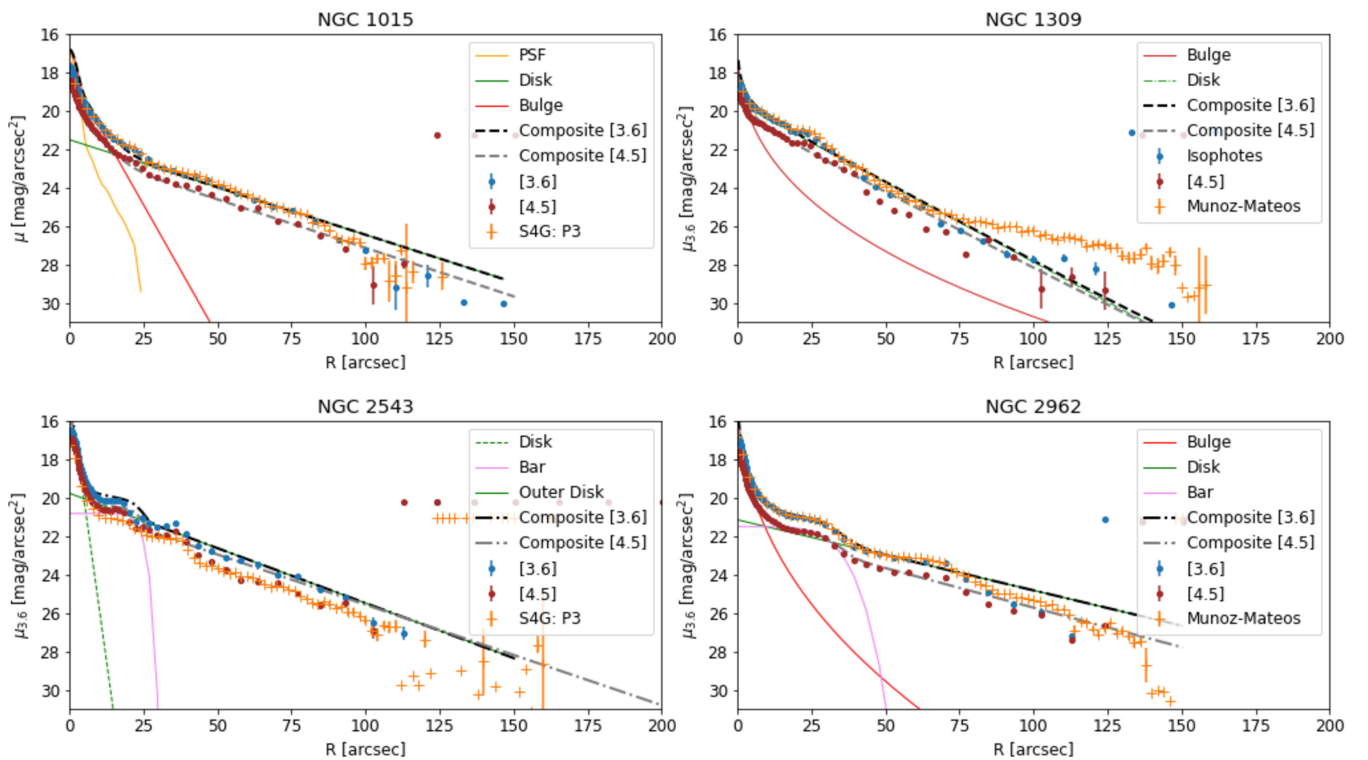 NGC 1015
16
18
20
22
24
26
28
30
μ [mag/arcsec²]
PSF
Disk
Bulge
Composite [3.6]
Composite [4.5]
[3.6]
[4.5]
S4G: P3
0 25 50 75 100 125 150 175 200
R [arcsec]
NGC 1309
16
18
20
22
24
26
28
30
μ3.6 [mag/arcsec²]
Bulge
Disk
Composite [3.6]
Composite [4.5]
Isophotes
[4.5]
Munoz-Mateos
0 25 50 75 100 125 150 175 200
R [arcsec]
NGC 2543
16
18
20
22
24
26
28
30
μ3.6 [mag/arcsec²]
Disk
Bar
Outer Disk
Composite [3.6]
Composite [4.5]
[3.6]
[4.5]
S4G: P3
0 25 50 75 100 125 150 175 200
R [arcsec]
NGC 2962
16
18
20
22
24
26
28
30
μ3.6 [mag/arcsec²]
Bulge
Disk
Bar
Composite [3.6]
Composite [4.5]
[3.6]
[4.5]
Munoz-Mateos
0 25 50 75 100 125 150 175 200
R [arcsec]